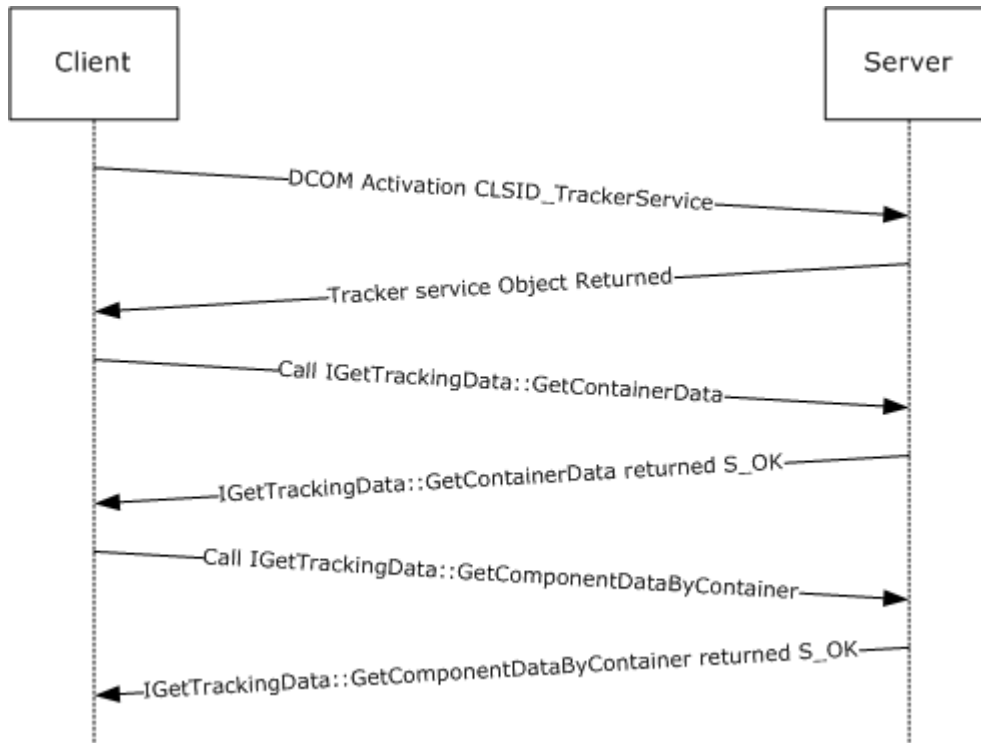 Client
Server
DCOM Activation CLSID_TrackerService
Tracker service Object Returned
Call IGetTrackingData::GetContainerData
IGetTrackingData::GetContainerData returned S_OK
Call IGetTrackingData::GetComponentDataByContainer
IGetTrackingData::GetComponentDataByContainer returned S_OK